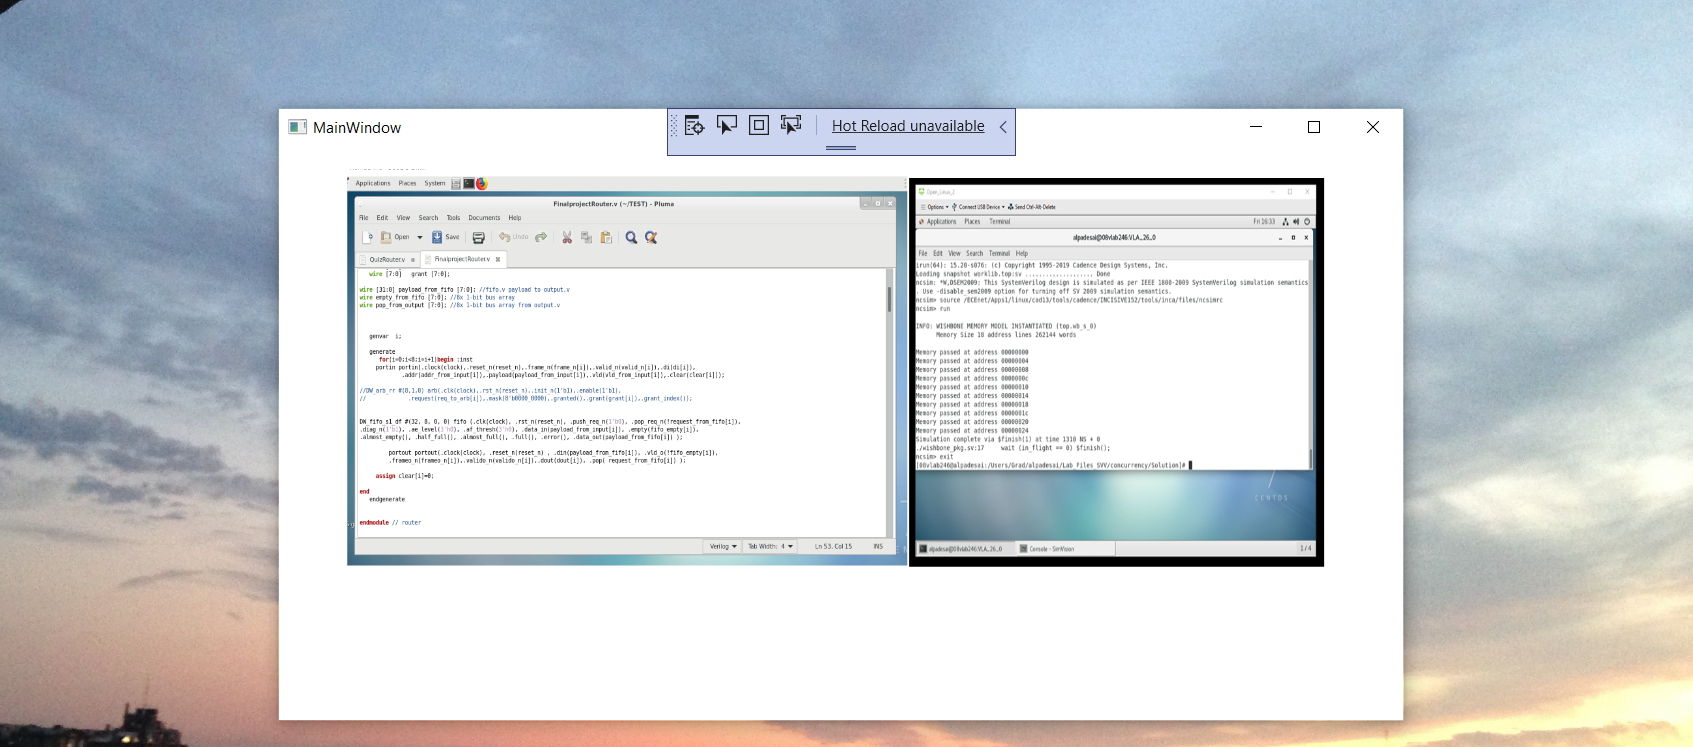 MainWindow
Hot Reload unavailable
Applications Places System
FinalprojectRouter.v (~/TEST) - Pluma
File Edit View Search Tools Documents Help
Open Save Undo
QuizRouter.v FinalprojectRouter.v
wire [7:0] grant [7:0];
wire [31:0] payload_from_fifo [7:0]; //fifo.v payload to output.v
wire empty_from_fifo [7:0]; //8x 1-bit bus array
wire pop_from_output [7:0]; //8x 1-bit bus array from output.v
genvar i;
generate
for(i=0;i<8;i=i+1)begin :inst
portin portin(.clock(clock),.reset_n(reset_n),.frame_n(frame_n[i]),.valid_n(valid_n[i]),.di(di[i]),
.addr(addr_from_input[i]),.payload(payload_from_input[i]),.vld(vld_from_input[i]),.clear(clear[i]));
//DW_arb_rr #(8,1,0) arb(.clk(clock),.rst_n(reset_n),.init_n(1'b1),.enable(1'b1),
// .request(req_to_arb[i]),.mask(8'b0000_0000),.granted(),.grant(grant[i]),.grant_index());
DW_fifo_s1_df #(32, 8, 0, 0) fifo (.clk(clock), .rst_n(reset_n), .push_req_n(1'b0), .pop_req_n(!request_from_fifo[i]),
.diag_n(1'b1), .ae_level(3'h0), .af_thresh(3'h0), .data_in(payload_from_input[i]), .empty(fifo_empty[i]),
.almost_empty(), .half_full(), .almost_full(), .full(), .error(), .data_out(payload_from_fifo[i]) );
portout portout(.clock(clock), .reset_n(reset_n) , .din(payload_from_fifo[i]), .vld_o(!fifo_empty[i]),
.frameo_n(frameo_n[i]),.valido_n(valido_n[i]),.dout(dout[i]), .pop( request_from_fifo[i]) );
assign clear[i]=0;
end
endgenerate
endmodule // router
Verilog Tab Width: 4 Ln 53, Col 15 INS
Open_Linux_2
Options Connect USB Device Send Ctrl-Alt-Delete
Applications Places Terminal Fri 16:33
alpadesai@08vlab246:VLA_26_0
File Edit View Search Terminal Help
irun(64): 15.20-s076: (c) Copyright 1995-2019 Cadence Design Systems, Inc.
Loading snapshot worklib.top:sv .................... Done
ncsim: *W,DSEM2009: This SystemVerilog design is simulated as per IEEE 1800-2009 SystemVerilog simulation semantics
. Use -disable_sem2009 option for turning off SV 2009 simulation semantics.
ncsim> source /ECEnet/Apps1/linux/cad13/tools/cadence/INCISIVE152/tools/inca/files/ncsimrc
ncsim> run
INFO: WISHBONE MEMORY MODEL INSTANTIATED (top.wb_s_0)
Memory Size 18 address lines 262144 words
Memory passed at address 00000000
Memory passed at address 00000004
Memory passed at address 00000008
Memory passed at address 0000000c
Memory passed at address 00000010
Memory passed at address 00000014
Memory passed at address 00000018
Memory passed at address 0000001c
Memory passed at address 00000020
Memory passed at address 00000024
Simulation complete via $finish(1) at time 1310 NS + 0
./wishbone_pkg.sv:17 wait (in_flight == 0) $finish();
ncsim> exit
[08vlab246@alpadesai:/Users/Grad/alpadesai/Lab_Files_SVV/concurrency/Solution]#
CENTOS
alpadesai@08vlab246:VLA_26_0 Console - SimVision 1 / 4